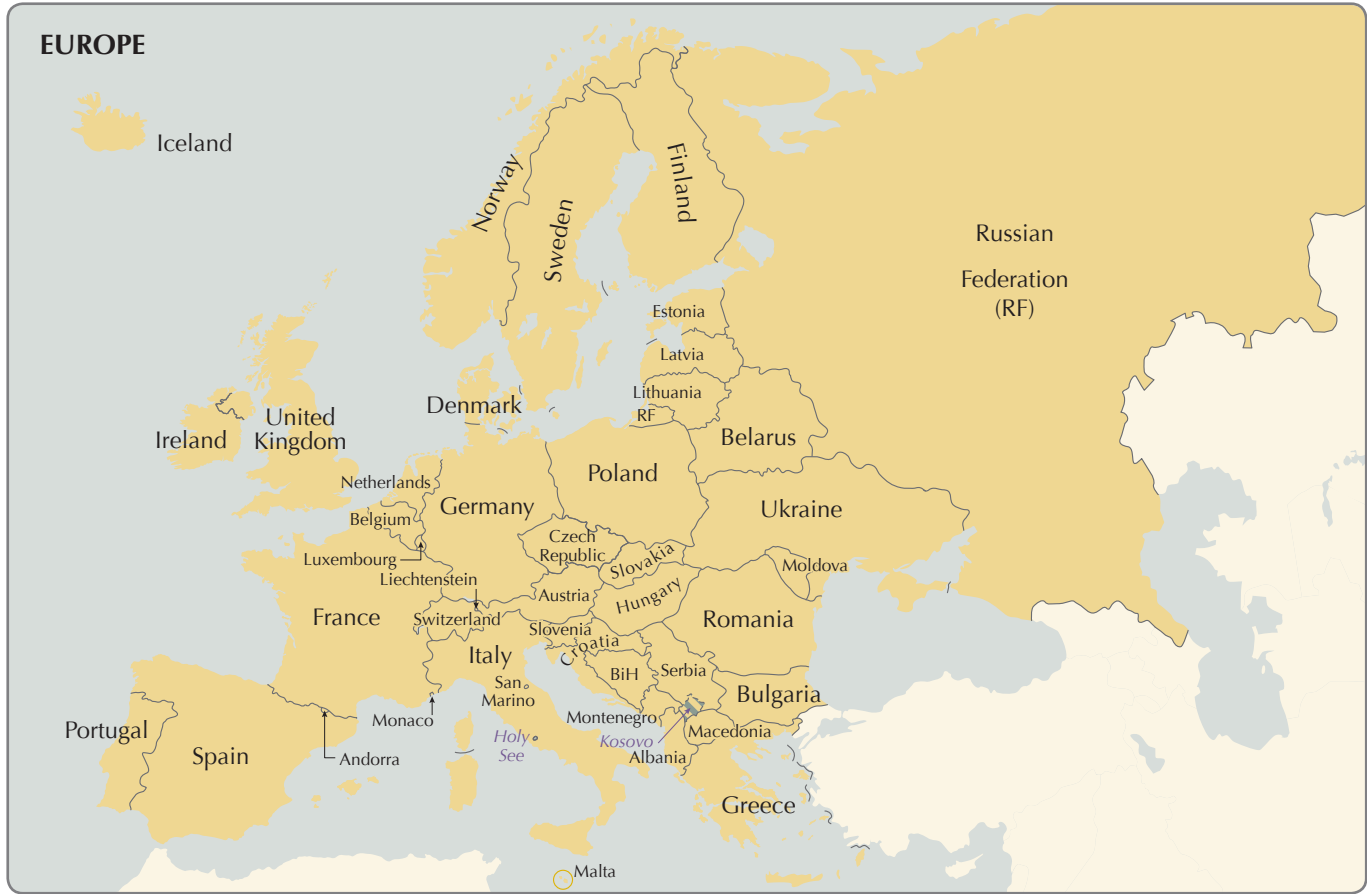 EUROPE
Iceland
Norway
Sweden
Finland
Russian
Federation
(RF)
Estonia
Latvia
Lithuania
RF
Denmark
United
Kingdom
Ireland
Belarus
Netherlands
Poland
Germany
Ukraine
Belgium
Czech
Republic
Luxembourg
Slovakia
Moldova
Liechtenstein
Austria
Hungary
France
Switzerland
Romania
Slovenia
Croatia
Italy
BiH
Serbia
San
Marino
Bulgaria
Monaco
Montenegro
Portugal
Macedonia
Holy
See
Kosovo
Spain
Andorra
Albania
Greece
Malta